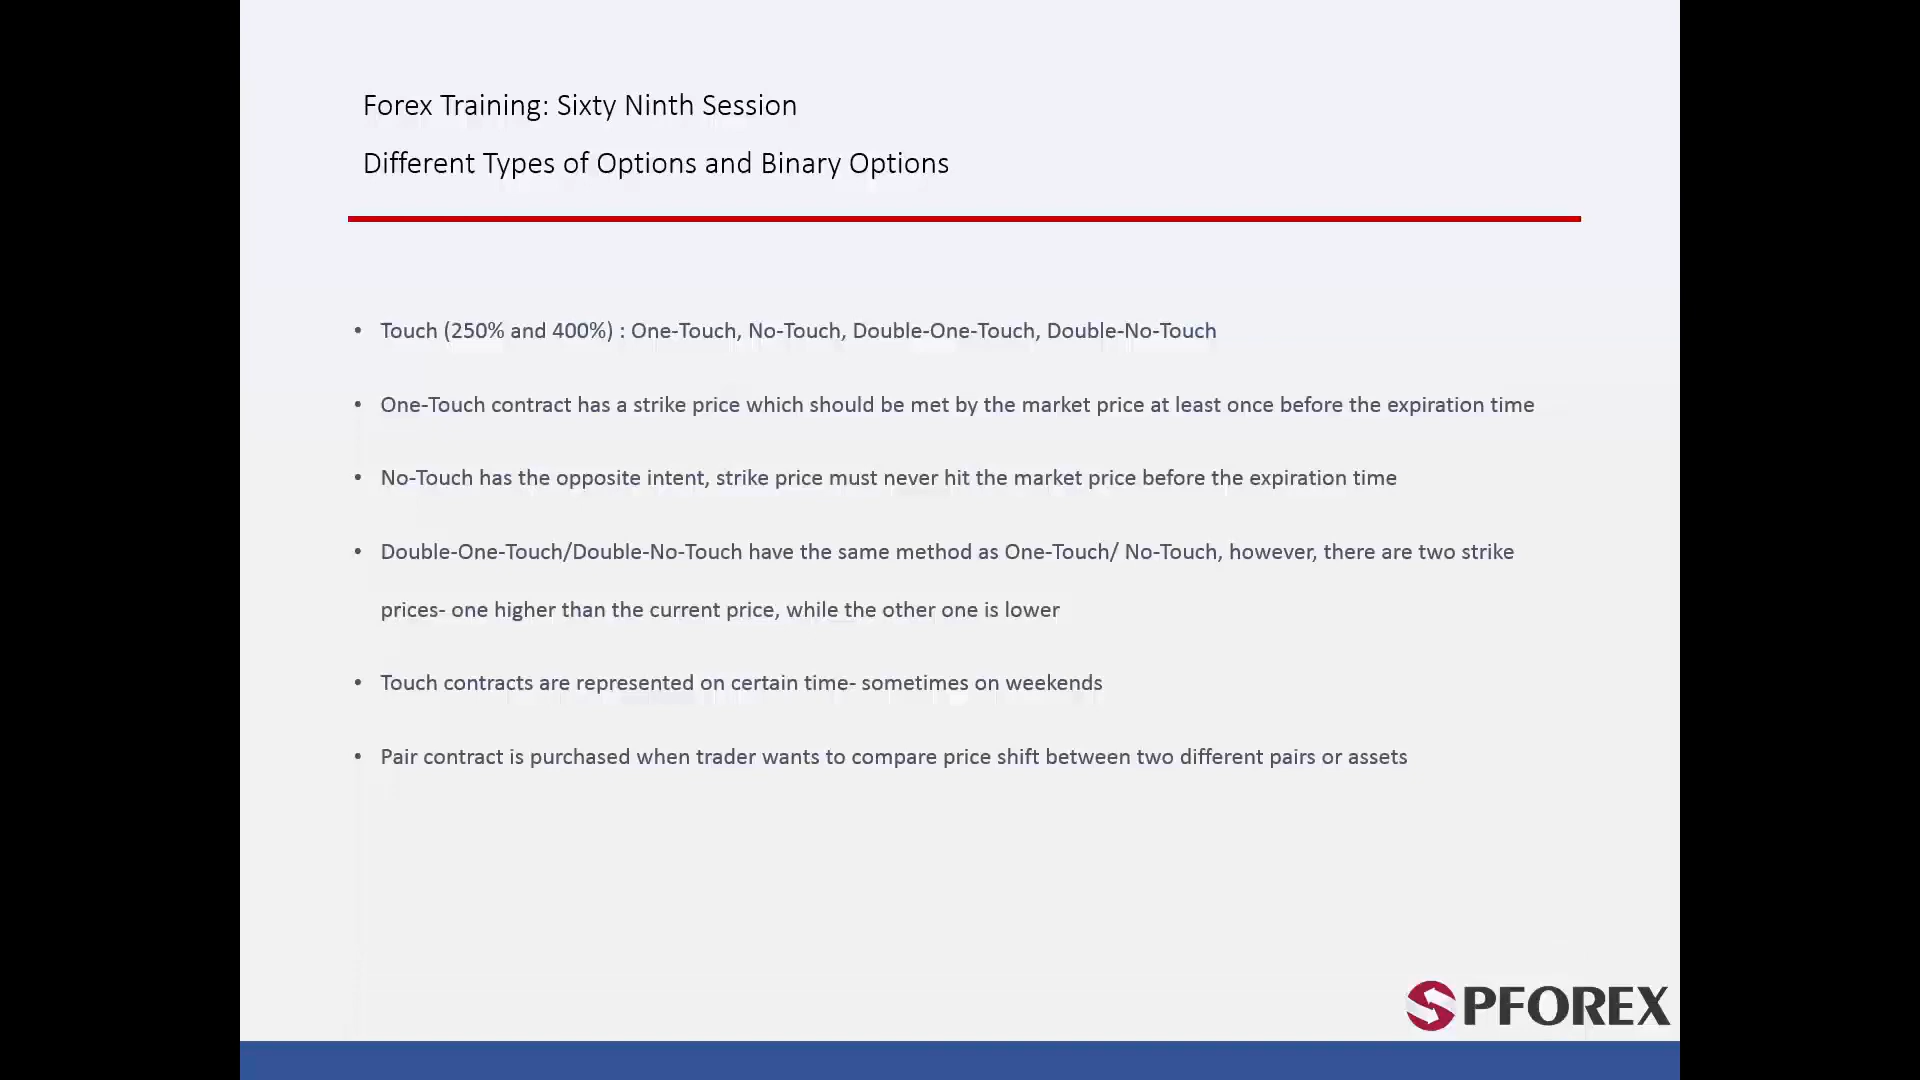 Forex Training: Sixty Ninth Session
Different Types of Options and Binary Options
• Touch (250% and 400%) : One-Touch, No-Touch, Double-One-Touch, Double-No-Touch
• One-Touch contract has a strike price which should be met by the market price at least once before the expiration time
• No-Touch has the opposite intent, strike price must never hit the market price before the expiration time
• Double-One-Touch/Double-No-Touch have the same method as One-Touch/ No-Touch, however, there are two strike
prices- one higher than the current price, while the other one is lower
• Touch contracts are represented on certain time- sometimes on weekends
• Pair contract is purchased when trader wants to compare price shift between two different pairs or assets
PFOREX